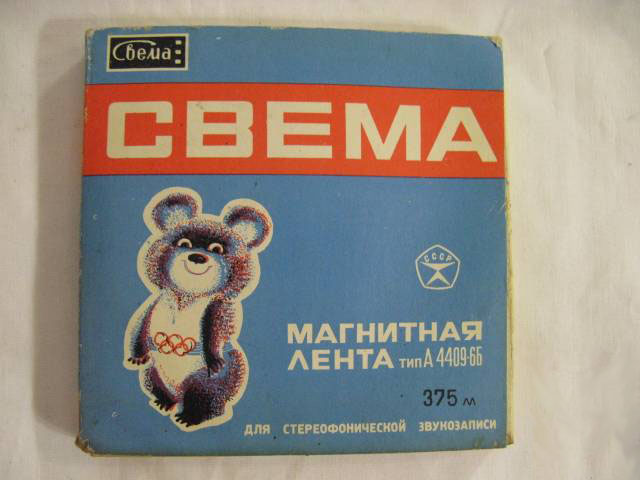 Свема
СВЕМА
СССР
МАГНИТНАЯ
ЛЕНТА тип А 4409-6Б
375 м
ДЛЯ СТЕРЕОФОНИЧЕСКОЙ ЗВУКОЗАПИСИ